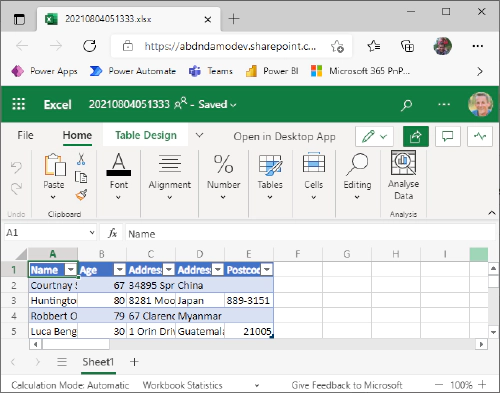 20210804051333.xlsx
https://abdndamodev.sharepoint.c...
Power Apps Power Automate Teams Power BI Microsoft 365 PnP...
Excel 20210804051333 - Saved
File Home Table Design Open in Desktop App
Paste Font Alignment Number Tables Cells Editing Analyse Data
Undo Clipboard Analysis
A1 fx Name
A B C D E F G H I
1 Name Age Address Address Postcod
2 Courtnay S 67 34895 Spr China
3 Huntington 80 8281 Moo Japan 889-3151
4 Robbert O 79 67 Clarenc Myanmar
5 Luca Beng 30 1 Orin Driv Guatemala 21005
Sheet1
Calculation Mode: Automatic Workbook Statistics Give Feedback to Microsoft - 100% +